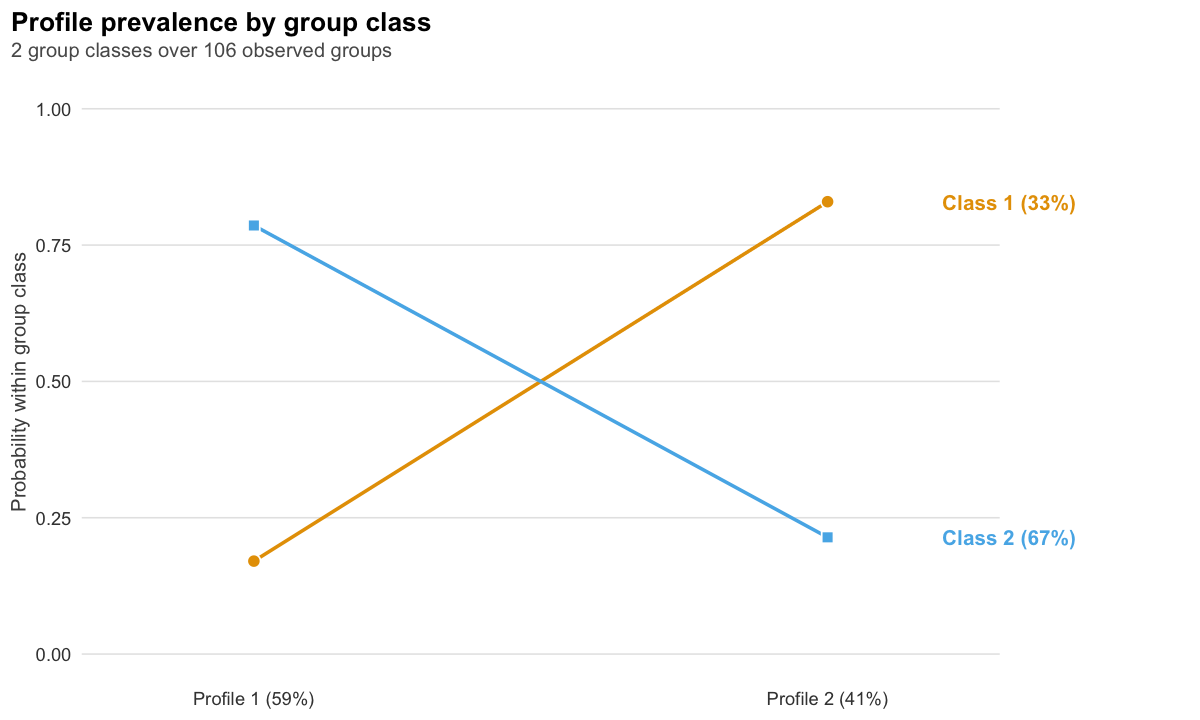 Profile prevalence by group class
2 group classes over 106 observed groups
Probability within group class
1.00
0.75
0.50
0.25
0.00
Class 1 (33%)
Class 2 (67%)
Profile 1 (59%)
Profile 2 (41%)